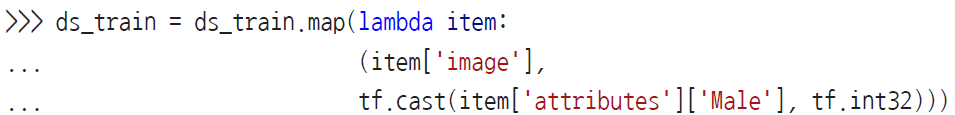 >>> ds_train = ds_train.map(lambda item:
...                         (item['image'],
...                         tf.cast(item['attributes']['Male'], tf.int32)))